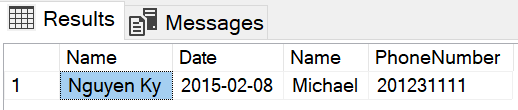 Results Messages
Name Date Name PhoneNumber
1 Nguyen Ky 2015-02-08 Michael 201231111